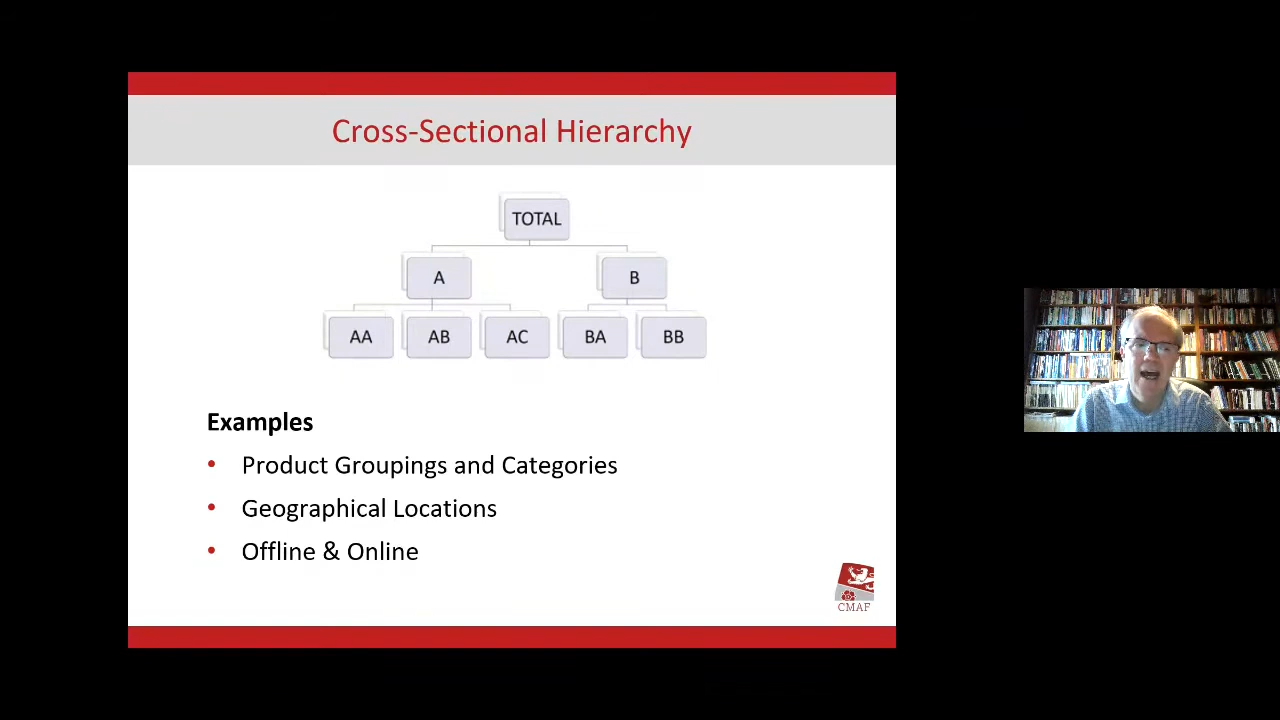 Cross-Sectional Hierarchy
TOTAL
A B
AA AB AC BA BB
Examples
• Product Groupings and Categories
• Geographical Locations
• Offline & Online
CMAF